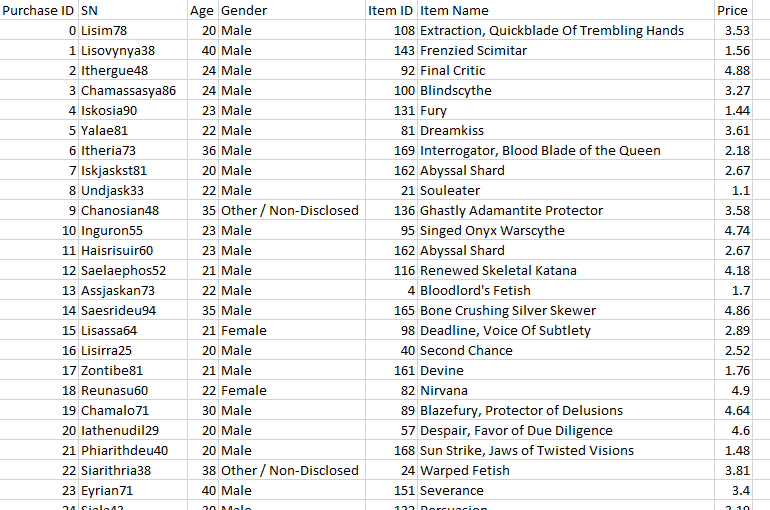 Purchase ID SN Age Gender Item ID Item Name Price
0 Lisim78 20 Male 108 Extraction, Quickblade Of Trembling Hands 3.53
1 Lisovynya38 40 Male 143 Frenzied Scimitar 1.56
2 Ithergue48 24 Male 92 Final Critic 4.88
3 Chamassasya86 24 Male 100 Blindscythe 3.27
4 Iskosia90 23 Male 131 Fury 1.44
5 Yalae81 22 Male 81 Dreamkiss 3.61
6 Itheria73 36 Male 169 Interrogator, Blood Blade of the Queen 2.18
7 Iskjaskst81 20 Male 162 Abyssal Shard 2.67
8 Undjask33 22 Male 21 Souleater 1.1
9 Chanosian48 35 Other / Non-Disclosed 136 Ghastly Adamantite Protector 3.58
10 Inguron55 23 Male 95 Singed Onyx Warscythe 4.74
11 Haisrisuir60 23 Male 162 Abyssal Shard 2.67
12 Saelaephos52 21 Male 116 Renewed Skeletal Katana 4.18
13 Assjaskan73 22 Male 4 Bloodlord's Fetish 1.7
14 Saesrideu94 35 Male 165 Bone Crushing Silver Skewer 4.86
15 Lisassa64 21 Female 98 Deadline, Voice Of Subtlety 2.89
16 Lisirra25 20 Male 40 Second Chance 2.52
17 Zontibe81 21 Male 161 Devine 1.76
18 Reunasu60 22 Female 82 Nirvana 4.9
19 Chamalo71 30 Male 89 Blazefury, Protector of Delusions 4.64
20 Iathenudil29 20 Male 57 Despair, Favor of Due Diligence 4.6
21 Phiarithdeu40 20 Male 168 Sun Strike, Jaws of Twisted Visions 1.48
22 Siarithria38 38 Other / Non-Disclosed 24 Warped Fetish 3.81
23 Eyrian71 40 Male 151 Severance 3.4